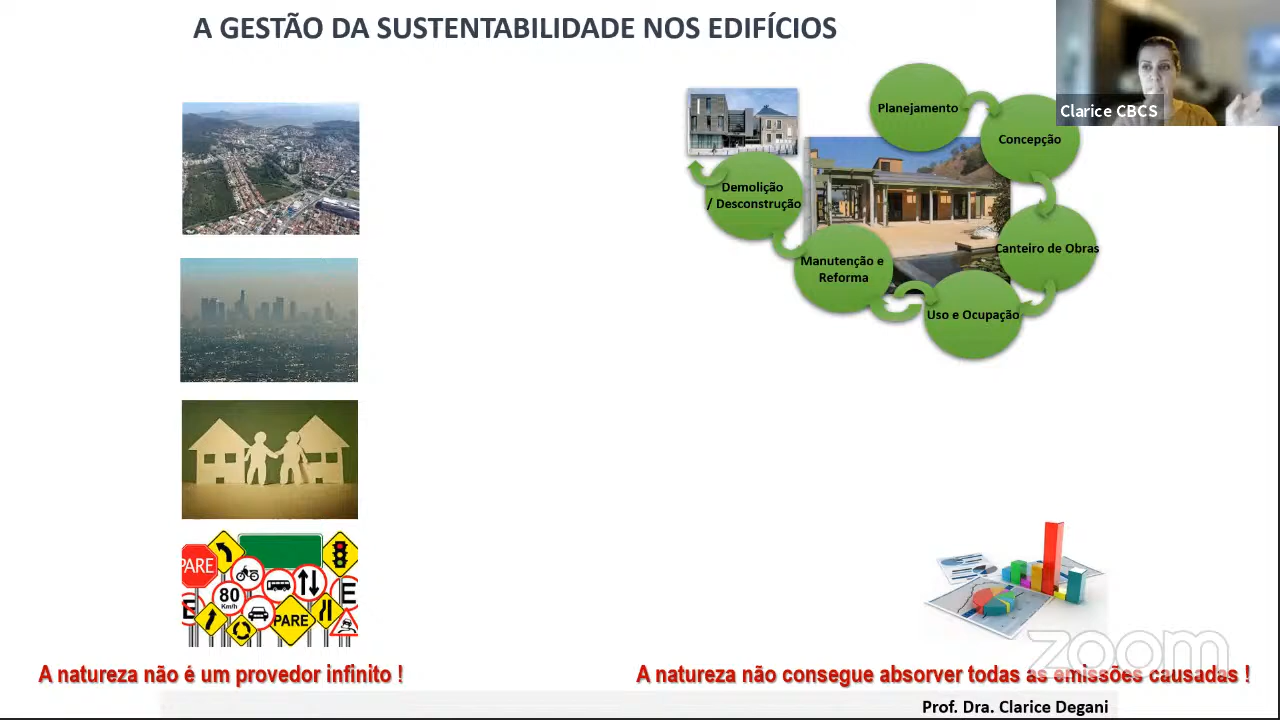 A GESTÃO DA SUSTENTABILIDADE NOS EDIFÍCIOS
Clarice CBCS
Planejamento
Concepção
Demolição
/ Desconstrução
Canteiro de Obras
Manutenção e
Reforma
Uso e Ocupação
PARE
80
Km/h
E
E
PARE
zoom
A natureza não é um provedor infinito !
A natureza não consegue absorver todas as emissões causadas !
Prof. Dra. Clarice Degani